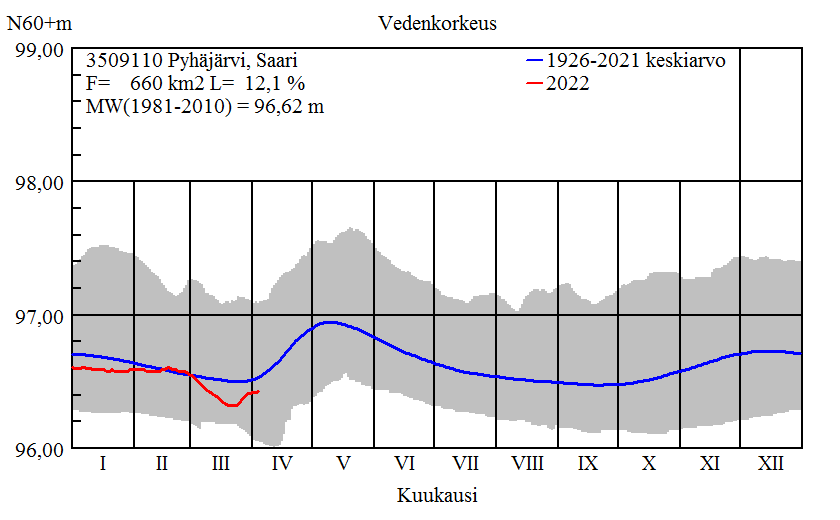 N60+m
Vedenkorkeus
99,00
3509110 Pyhäjärvi, Saari
F= 660 km2 L= 12,1 %
MW(1981-2010) = 96,62 m
1926-2021 keskiarvo
2022
98,00
97,00
96,00
I II III IV V VI VII VIII IX X XI XII
Kuukausi